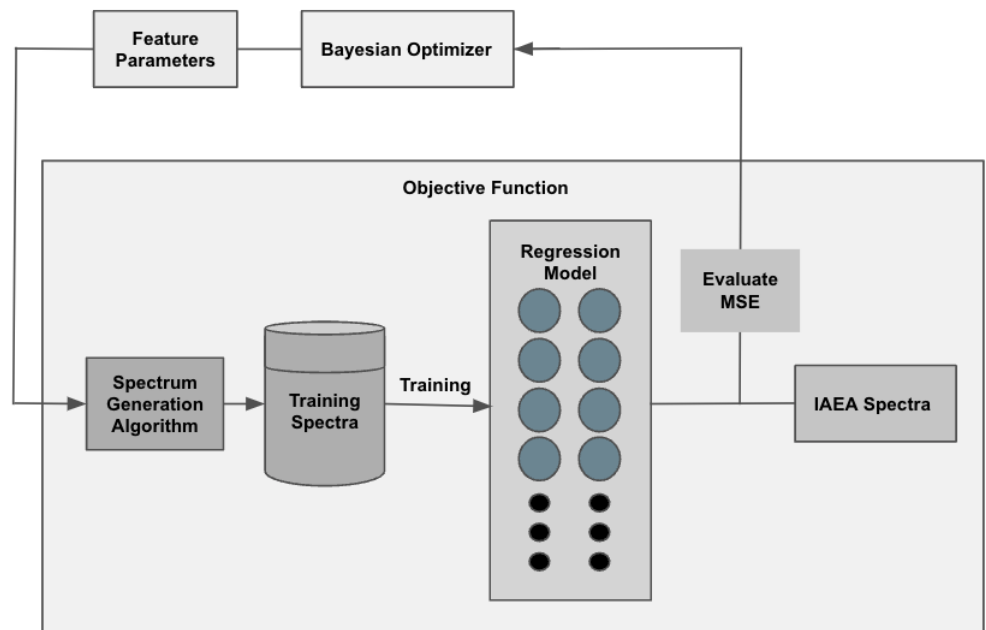 Feature
Parameters
Bayesian Optimizer
Objective Function
Regression
Model
Evaluate
MSE
Spectrum
Generation
Algorithm
Training
Spectra
Training
IAEA Spectra